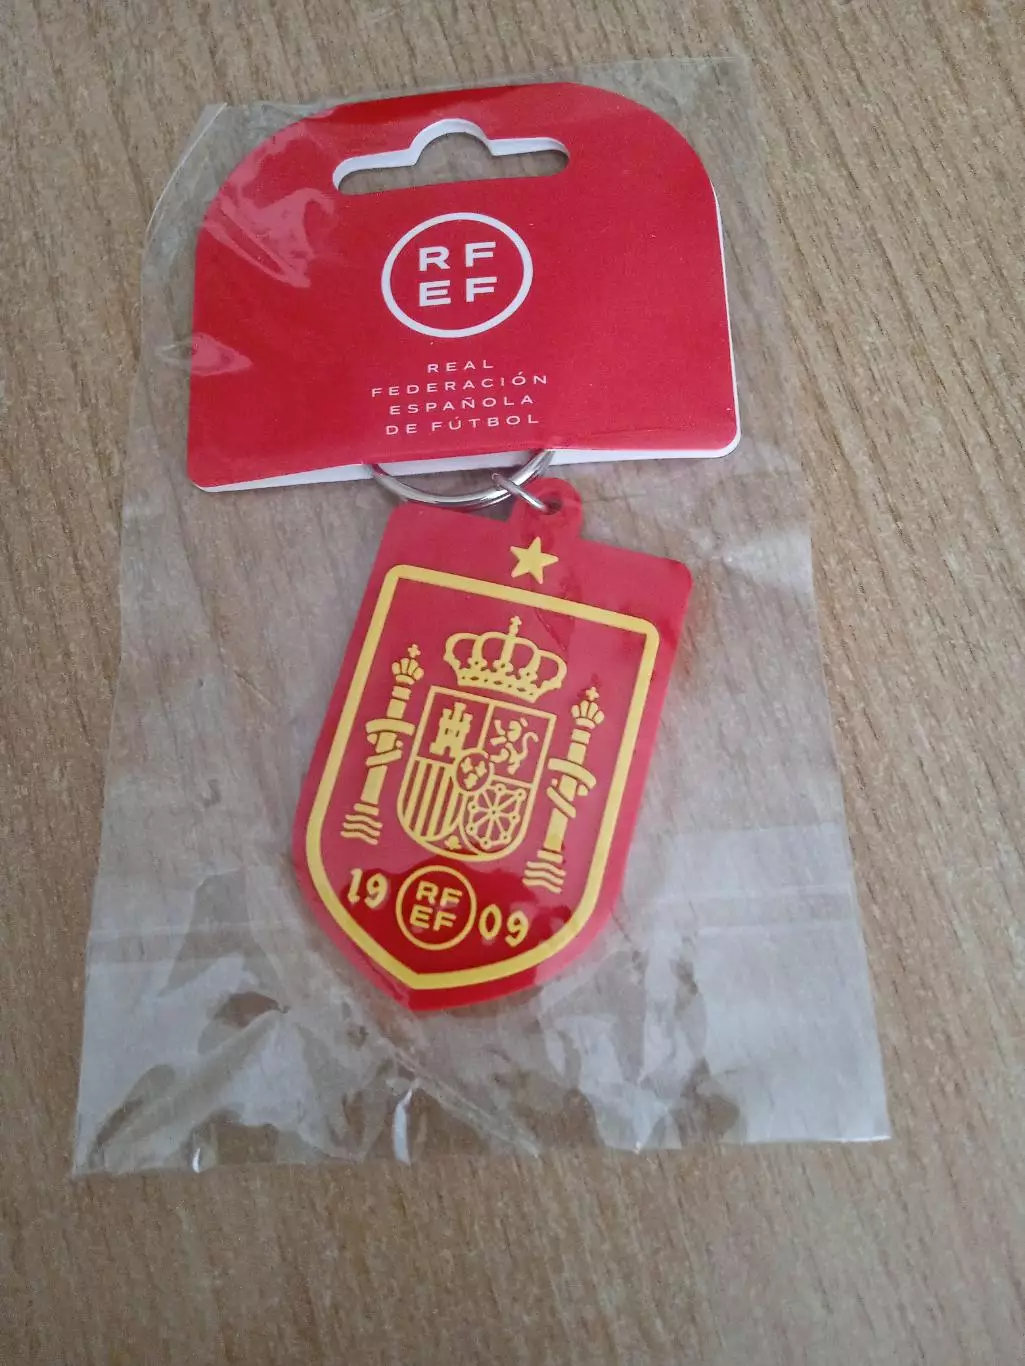 RF
EF
REAL
FEDERACIÓN
ESPAÑOLA
DE FÚTBOL
19 RF 09
EF